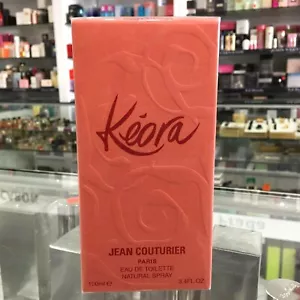 Kéora
JEAN COUTURIER
PARIS
EAU DE TOILETTE
NATURAL SPRAY